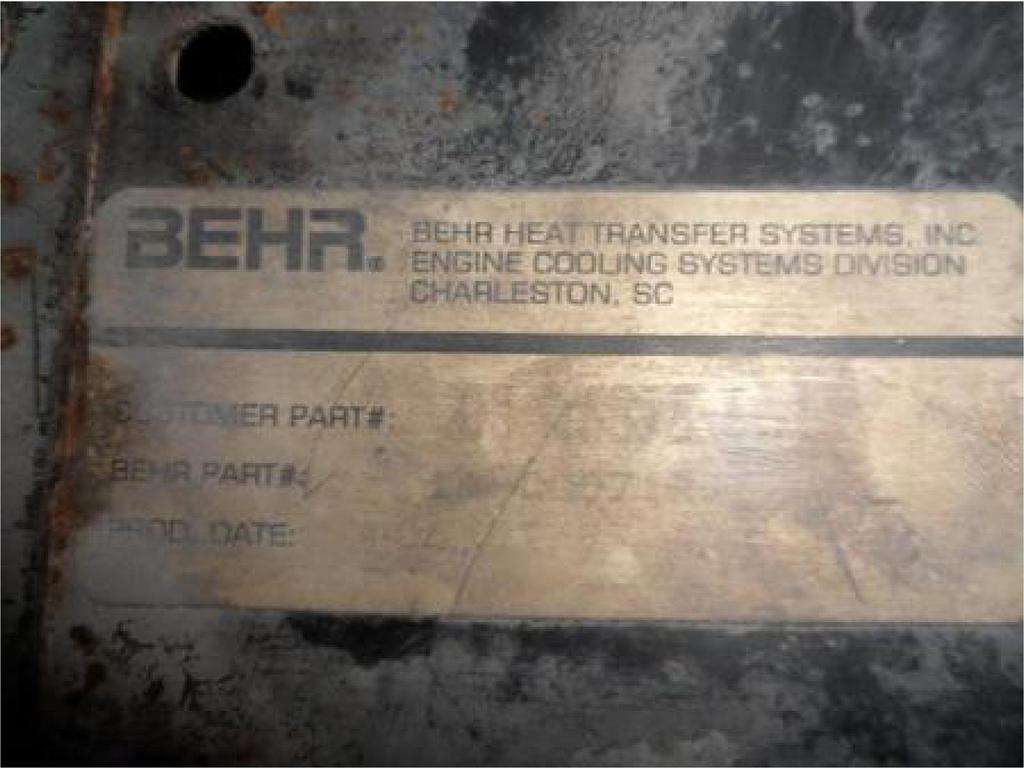 BEHR® BEHR HEAT TRANSFER SYSTEMS, INC.
ENGINE COOLING SYSTEMS DIVISION
CHARLESTON, SC
CUSTOMER PART#:
BEHR PART#:
PROD. DATE: